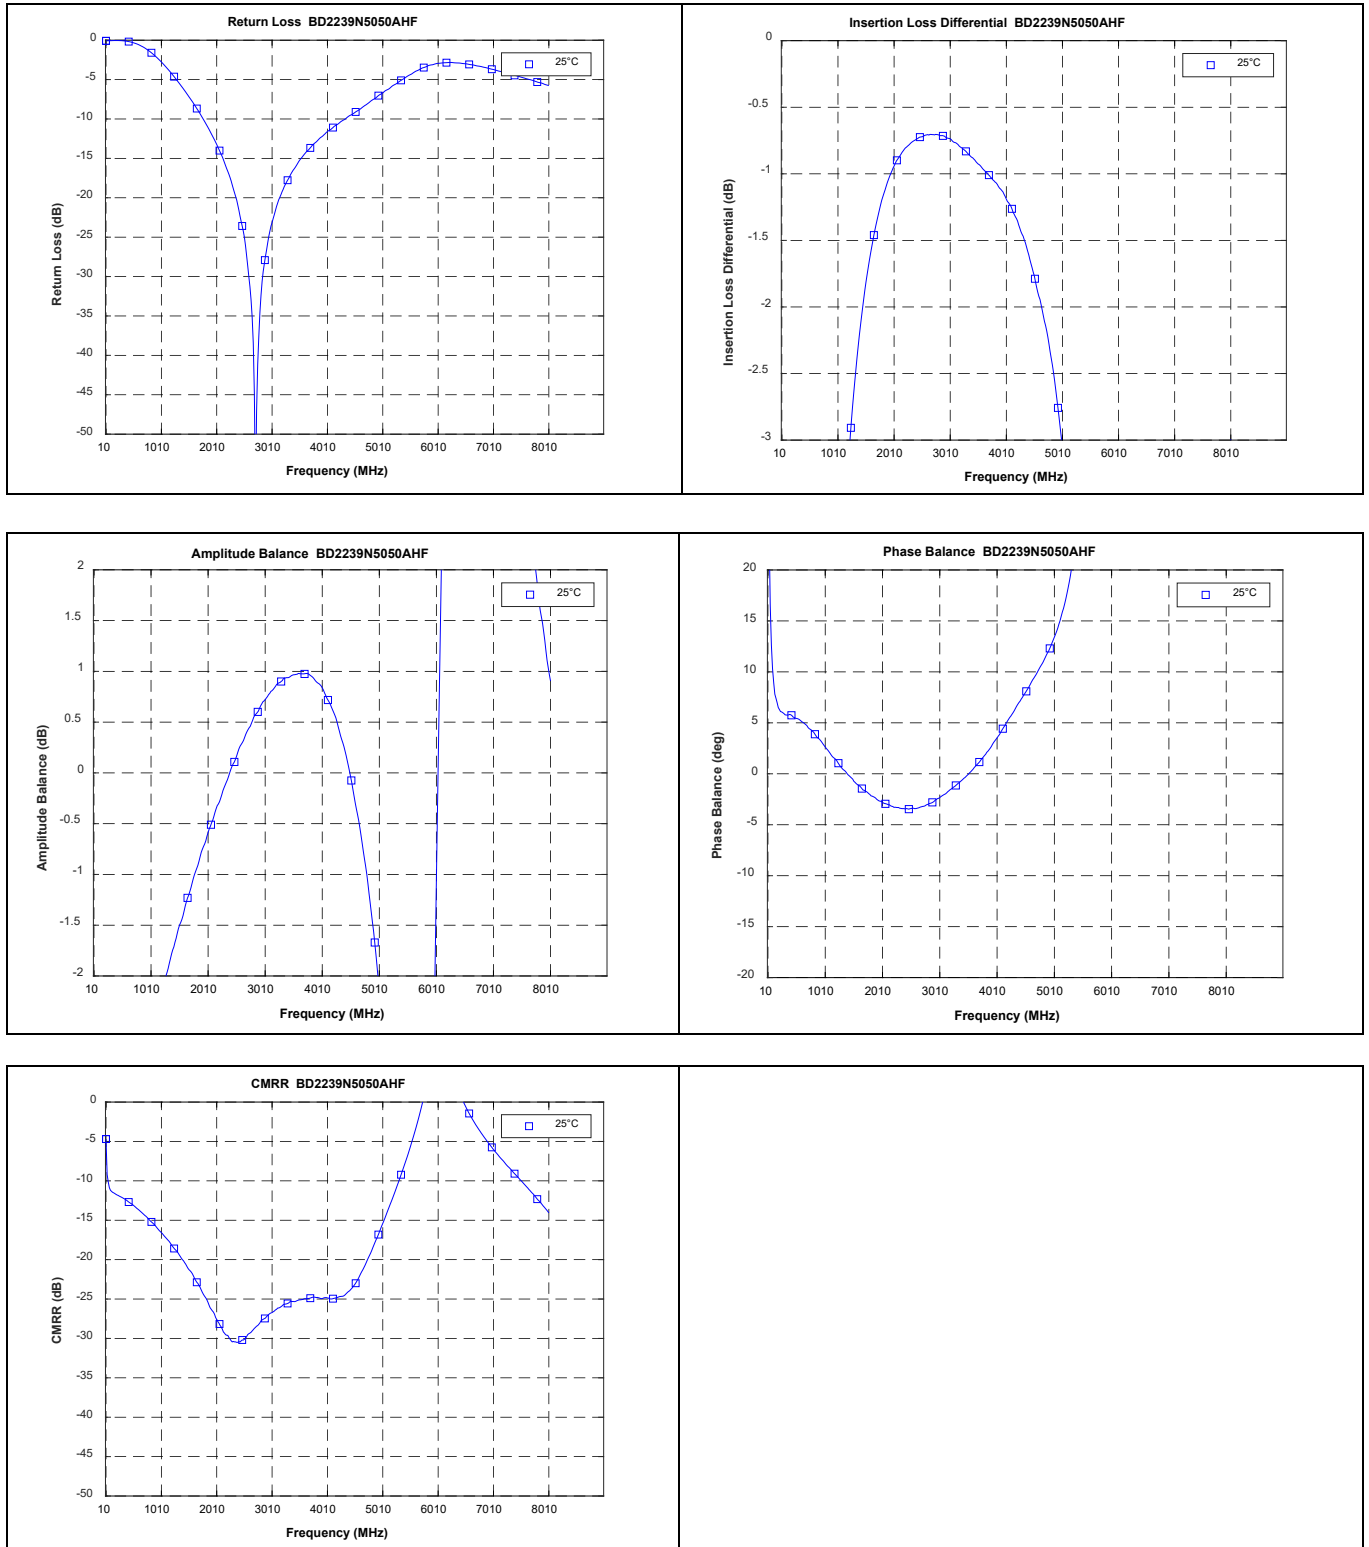 Return Loss BD2239N5050AHF
25°C
0
-5
-10
-15
-20
-25
-30
-35
-40
-45
-50
Return Loss (dB)
10 1010 2010 3010 4010 5010 6010 7010 8010
Frequency (MHz)
Insertion Loss Differential BD2239N5050AHF
25°C
0
-0.5
-1
-1.5
-2
-2.5
-3
Insertion Loss Differential (dB)
10 1010 2010 3010 4010 5010 6010 7010 8010
Frequency (MHz)
Amplitude Balance BD2239N5050AHF
25°C
2
1.5
1
0.5
0
-0.5
-1
-1.5
-2
Amplitude Balance (dB)
10 1010 2010 3010 4010 5010 6010 7010 8010
Frequency (MHz)
Phase Balance BD2239N5050AHF
25°C
20
15
10
5
0
-5
-10
-15
-20
Phase Balance (deg)
10 1010 2010 3010 4010 5010 6010 7010 8010
Frequency (MHz)
CMRR BD2239N5050AHF
25°C
0
-5
-10
-15
-20
-25
-30
-35
-40
-45
-50
CMRR (dB)
10 1010 2010 3010 4010 5010 6010 7010 8010
Frequency (MHz)